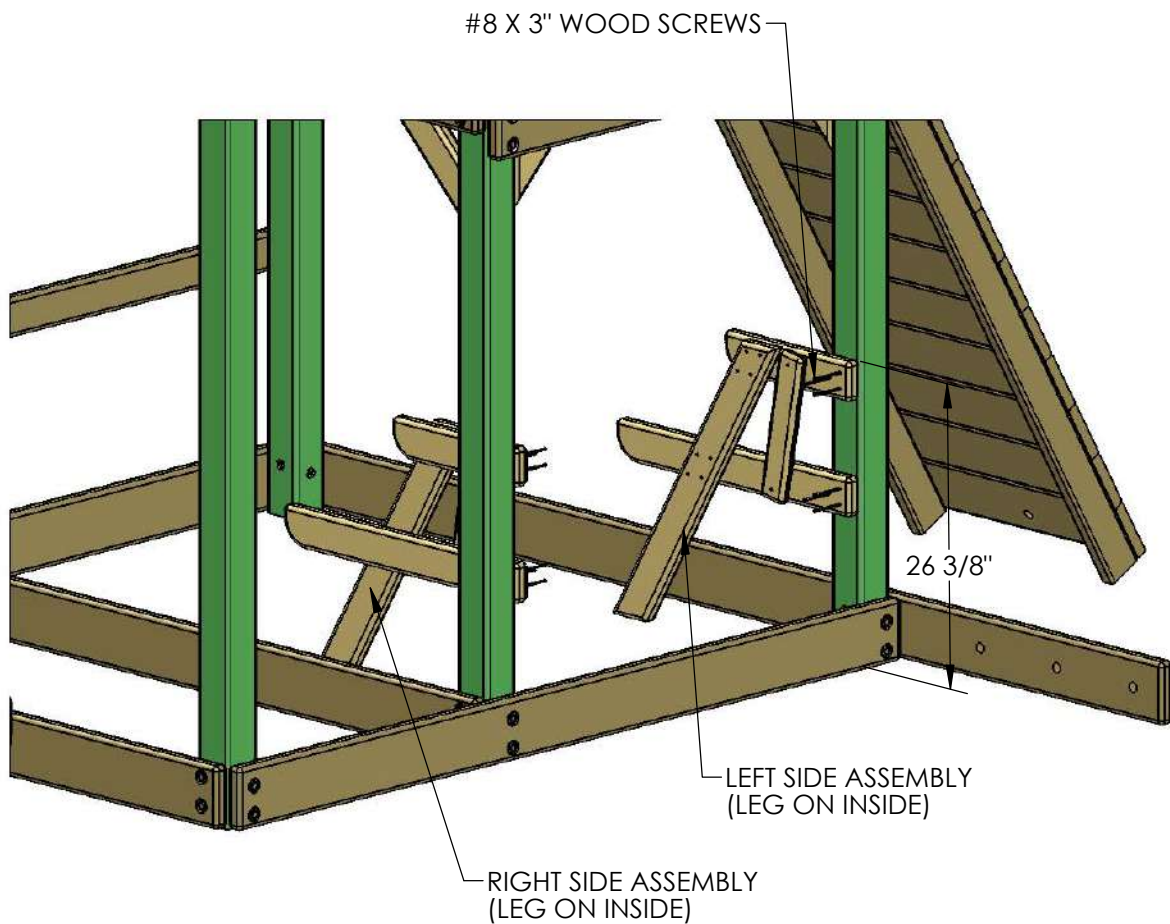 #8 X 3" WOOD SCREWS
26 3/8"
LEFT SIDE ASSEMBLY
(LEG ON INSIDE)
RIGHT SIDE ASSEMBLY
(LEG ON INSIDE)